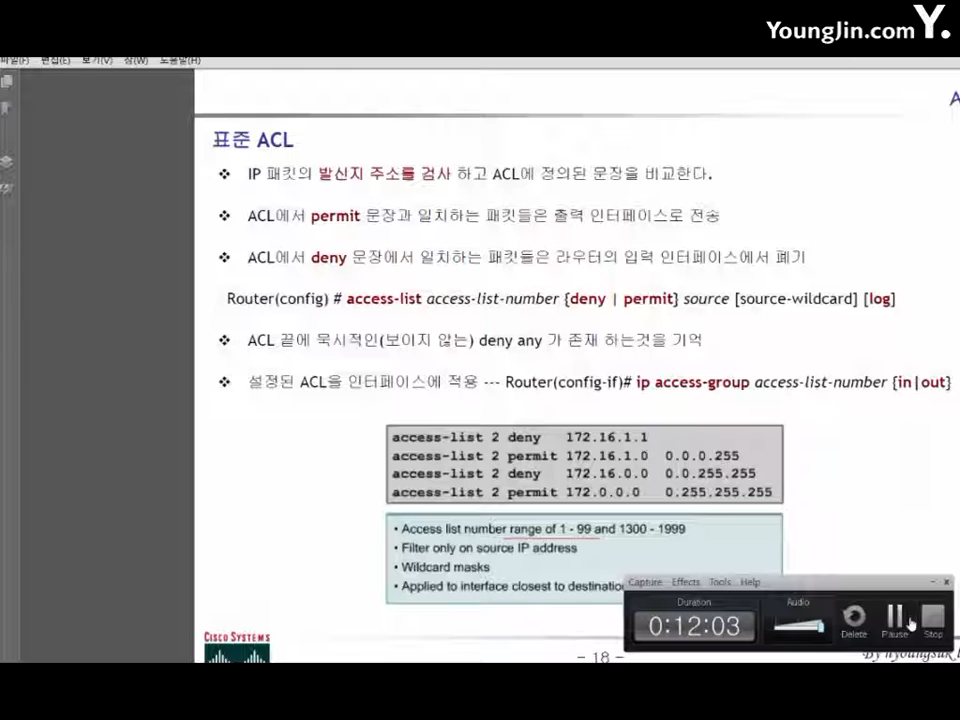 YoungJin.com Y.
파일(F) 편집(E) 보기(V) 창(W) 도움말(H)
A
표준 ACL
❖ IP 패킷의 발신지 주소를 검사 하고 ACL에 정의된 문장을 비교한다.
❖ ACL에서 permit 문장과 일치하는 패킷들은 출력 인터페이스로 전송
❖ ACL에서 deny 문장에서 일치하는 패킷들은 라우터의 입력 인터페이스에서 폐기
Router(config) # access-list access-list-number {deny | permit} source [source-wildcard] [log]
❖ ACL 끝에 묵시적인(보이지 않는) deny any 가 존재 하는것을 기억
❖ 설정된 ACL을 인터페이스에 적용 --- Router(config-if)# ip access-group access-list-number {in|out}
access-list 2 deny 172.16.1.1
access-list 2 permit 172.16.1.0 0.0.0.255
access-list 2 deny 172.16.0.0 0.0.255.255
access-list 2 permit 172.0.0.0 0.255.255.255
• Access list number range of 1 - 99 and 1300 - 1999
• Filter only on source IP address
• Wildcard masks
• Applied to interface closest to destination
Capture Effects Tools Help
Duration
Audio
0:12:03
Delete Pause Stop
CISCO SYSTEMS
- 18 -